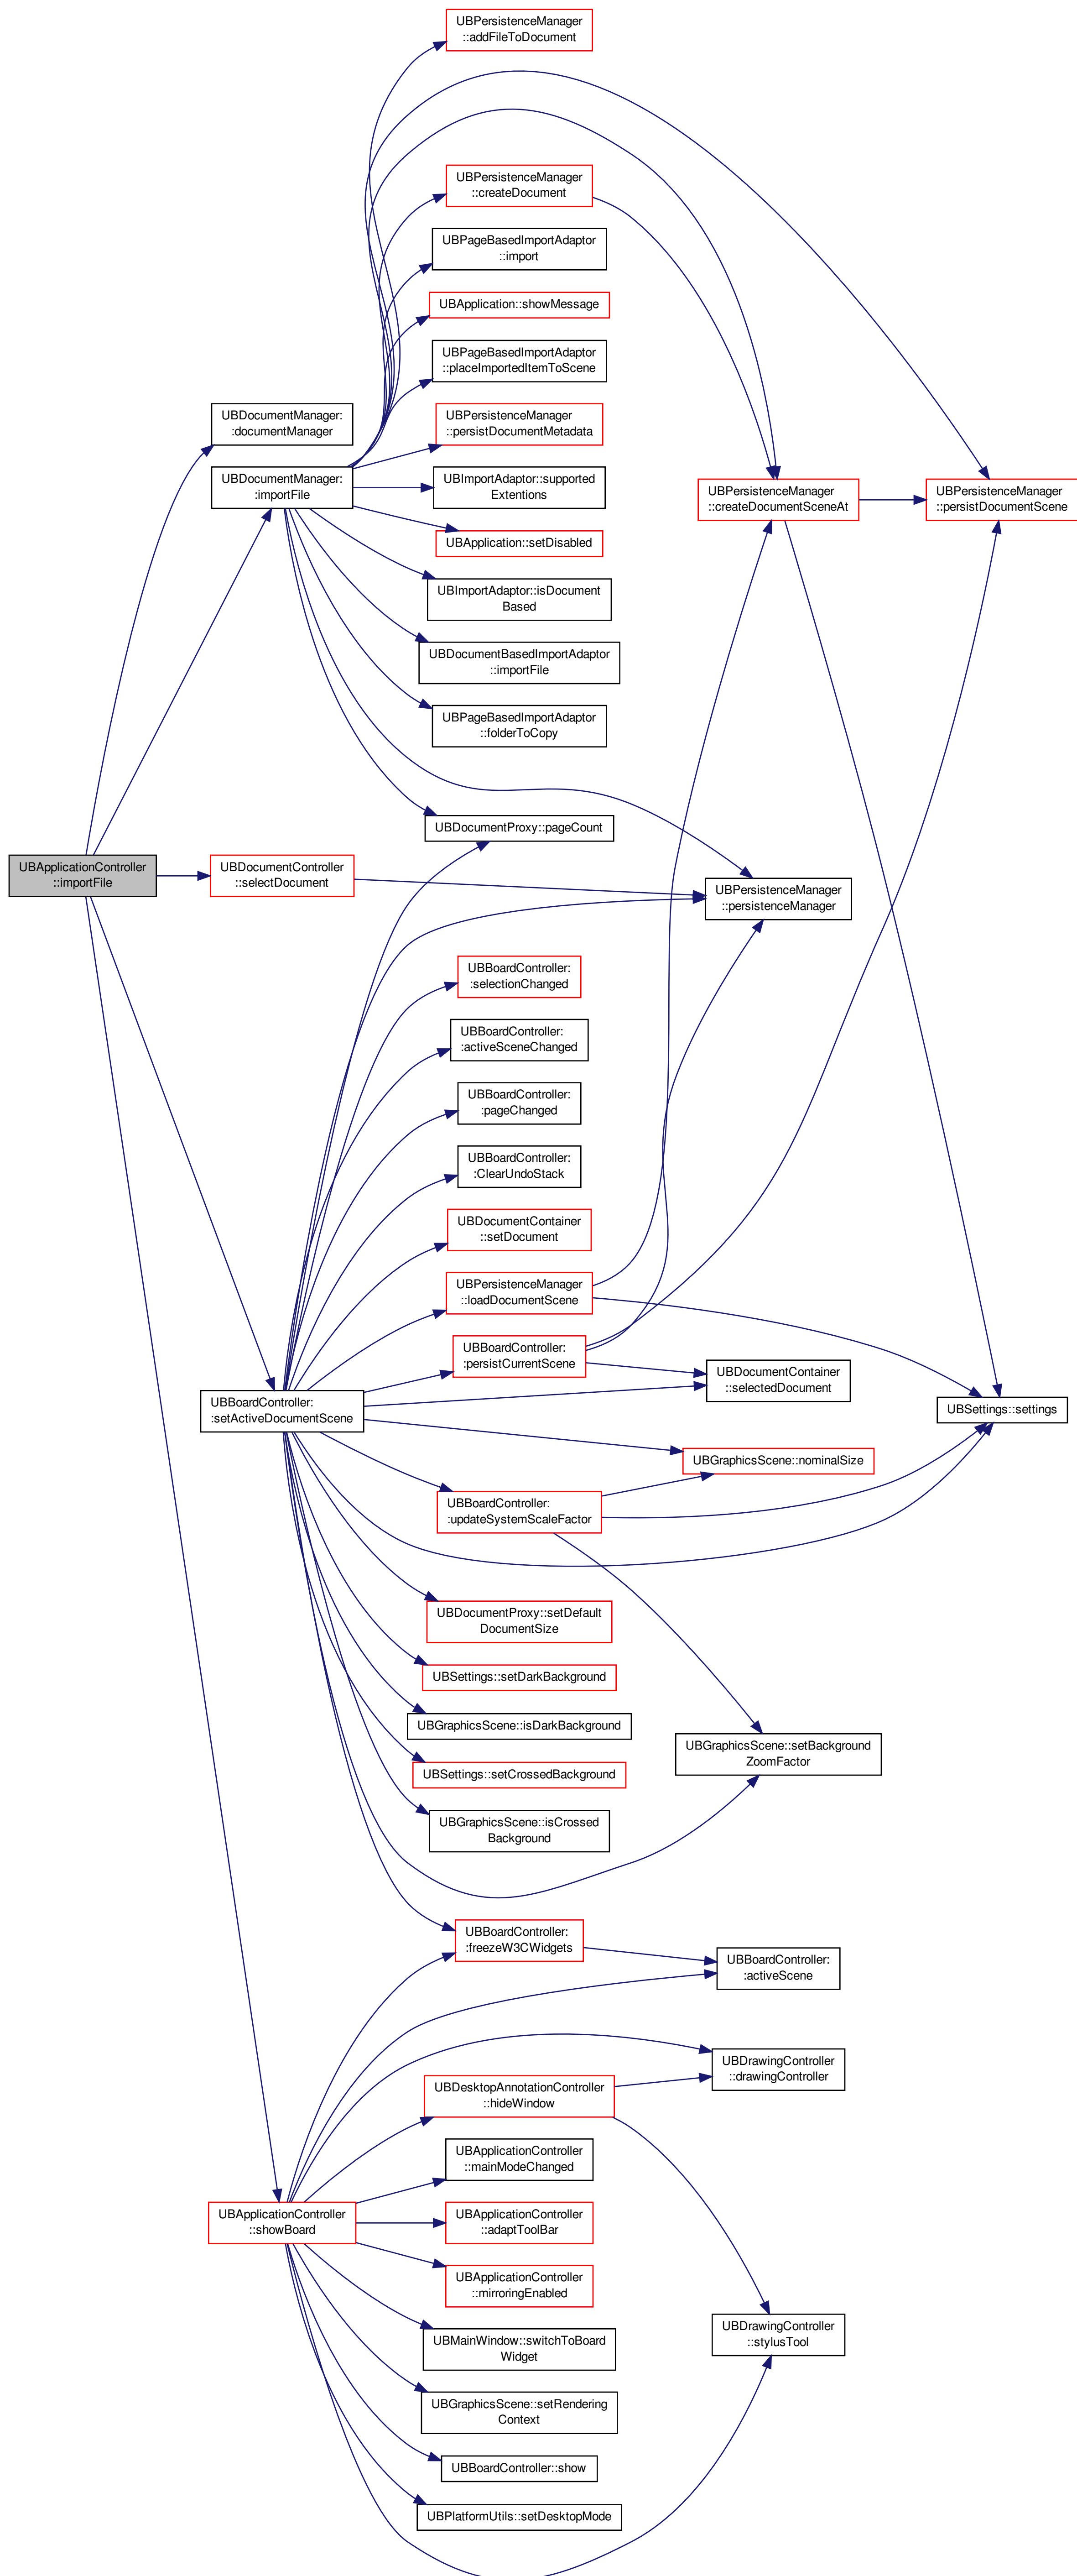 UBPersistenceManager
::addFileToDocument
UBPersistenceManager
::createDocument
UBPageBasedImportAdaptor
::import
UBApplication::showMessage
UBPageBasedImportAdaptor
::placeImportedItemToScene
UBDocumentManager:
:documentManager
UBPersistenceManager
::persistDocumentMetadata
UBDocumentManager:
:importFile
UBImportAdaptor::supported
Extentions
UBPersistenceManager
::createDocumentSceneAt
UBPersistenceManager
::persistDocumentScene
UBApplication::setDisabled
UBImportAdaptor::isDocument
Based
UBDocumentBasedImportAdaptor
::importFile
UBPageBasedImportAdaptor
::folderToCopy
UBDocumentProxy::pageCount
UBApplicationController
::importFile
UBDocumentController
::selectDocument
UBPersistenceManager
::persistenceManager
UBBoardController:
:selectionChanged
UBBoardController:
:activeSceneChanged
UBBoardController:
:pageChanged
UBBoardController:
:ClearUndoStack
UBDocumentContainer
::setDocument
UBPersistenceManager
::loadDocumentScene
UBBoardController:
:persistCurrentScene
UBDocumentContainer
::selectedDocument
UBBoardController:
:setActiveDocumentScene
UBSettings::settings
UBGraphicsScene::nominalSize
UBBoardController:
:updateSystemScaleFactor
UBDocumentProxy::setDefault
DocumentSize
UBSettings::setDarkBackground
UBGraphicsScene::isDarkBackground
UBGraphicsScene::setBackground
ZoomFactor
UBSettings::setCrossedBackground
UBGraphicsScene::isCrossed
Background
UBBoardController:
:freezeW3CWidgets
UBBoardController:
:activeScene
UBDrawingController
::drawingController
UBDesktopAnnotationController
::hideWindow
UBApplicationController
::mainModeChanged
UBApplicationController
::showBoard
UBApplicationController
::adaptToolBar
UBApplicationController
::mirroringEnabled
UBMainWindow::switchToBoard
Widget
UBDrawingController
::stylusTool
UBGraphicsScene::setRendering
Context
UBBoardController::show
UBPlatformUtils::setDesktopMode